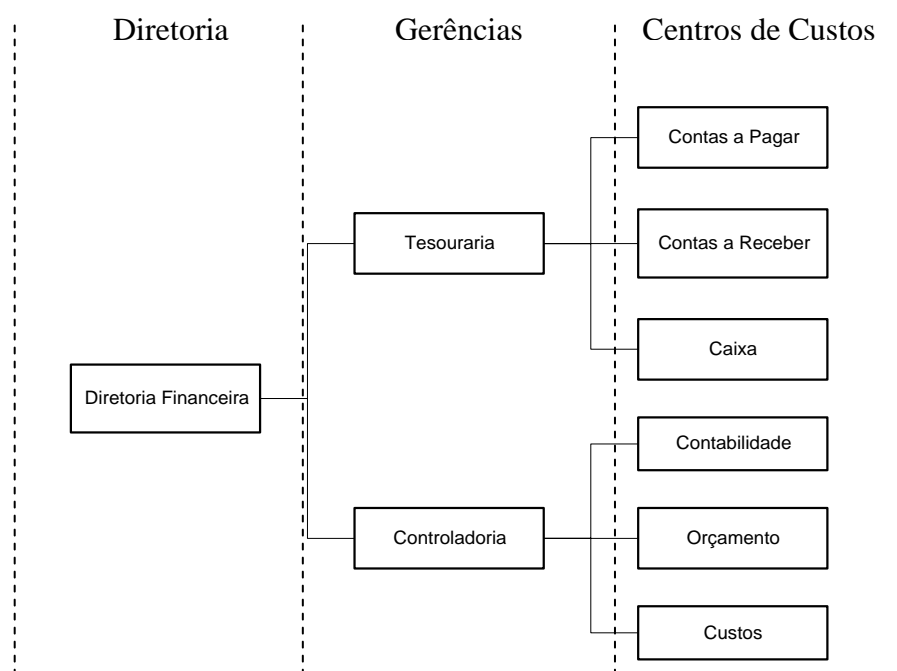 Diretoria
Gerências
Centros de Custos
Contas a Pagar
Tesouraria
Contas a Receber
Caixa
Diretoria Financeira
Contabilidade
Controladoria
Orçamento
Custos